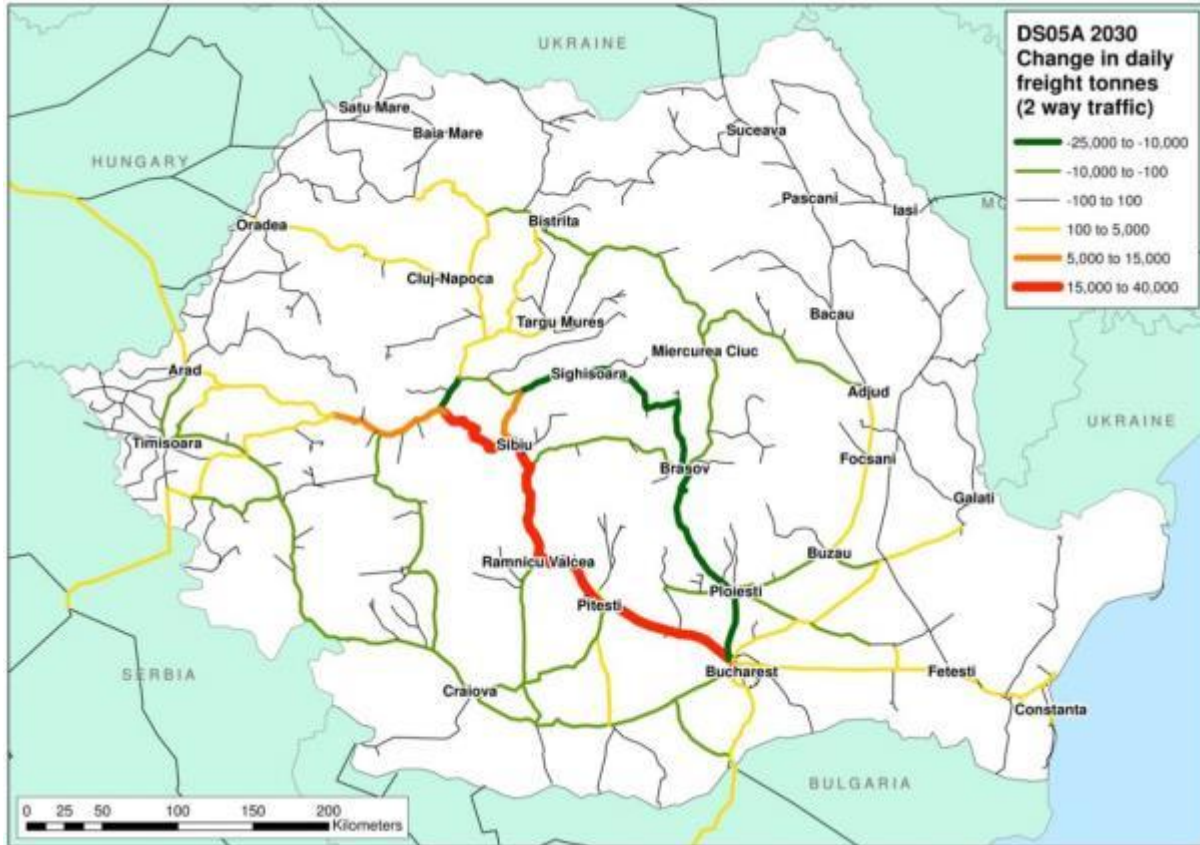 UKRAINE
DS05A 2030
Change in daily
freight tonnes
(2 way traffic)
-25,000 to -10,000
-10,000 to -100
-100 to 100
100 to 5,000
5,000 to 15,000
15,000 to 40,000
Satu Mare
Baia Mare
Suceava
HUNGARY
Pascani
Iasi
MO
Oradea
Bistrita
Cluj-Napoca
Targu Mures
Bacau
Miercurea Ciuc
Arad
Sighisoara
Adjud
UKRAINE
Timisoara
Sibiu
Brasov
Focsani
Galati
Ramnicu Valcea
Buzau
Pitesti
Ploiesti
SERBIA
Bucharest
Fetesti
Craiova
Constanta
BULGARIA
0 25 50 100 150 200
Kilometers